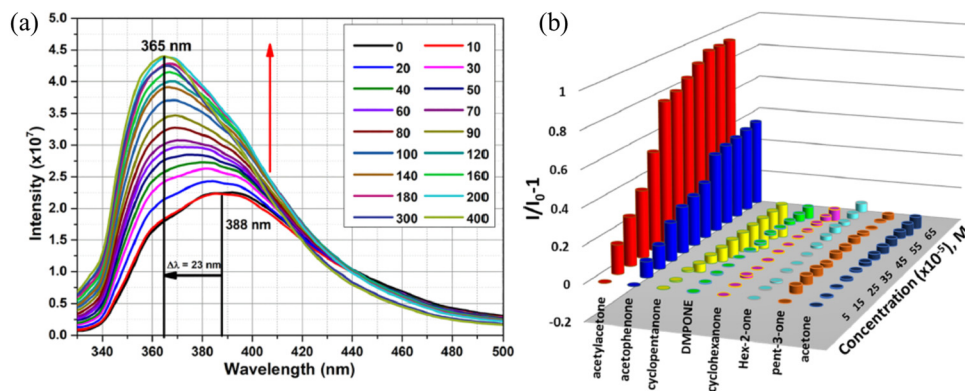 (a)
Intensity (x10⁷)
5.0
4.5
4.0
3.5
3.0
2.5
2.0
1.5
1.0
0.5
0.0
365 nm
388 nm
Δλ = 23 nm
0 10
20 30
40 50
60 70
80 90
100 120
140 160
180 200
300 400
330 340 360 380 400 420 440 460 480 500
Wavelength (nm)
(b)
I/I₀-1
1
0.8
0.6
0.4
0.2
0
-0.2
acetylacetone
acetophenone
cyclopentanone
DMPONE
cyclohexanone
Hex-2-one
pent-3-one
acetone
5 15 25 35 45 55 65
Concentration (x10⁻⁵), M